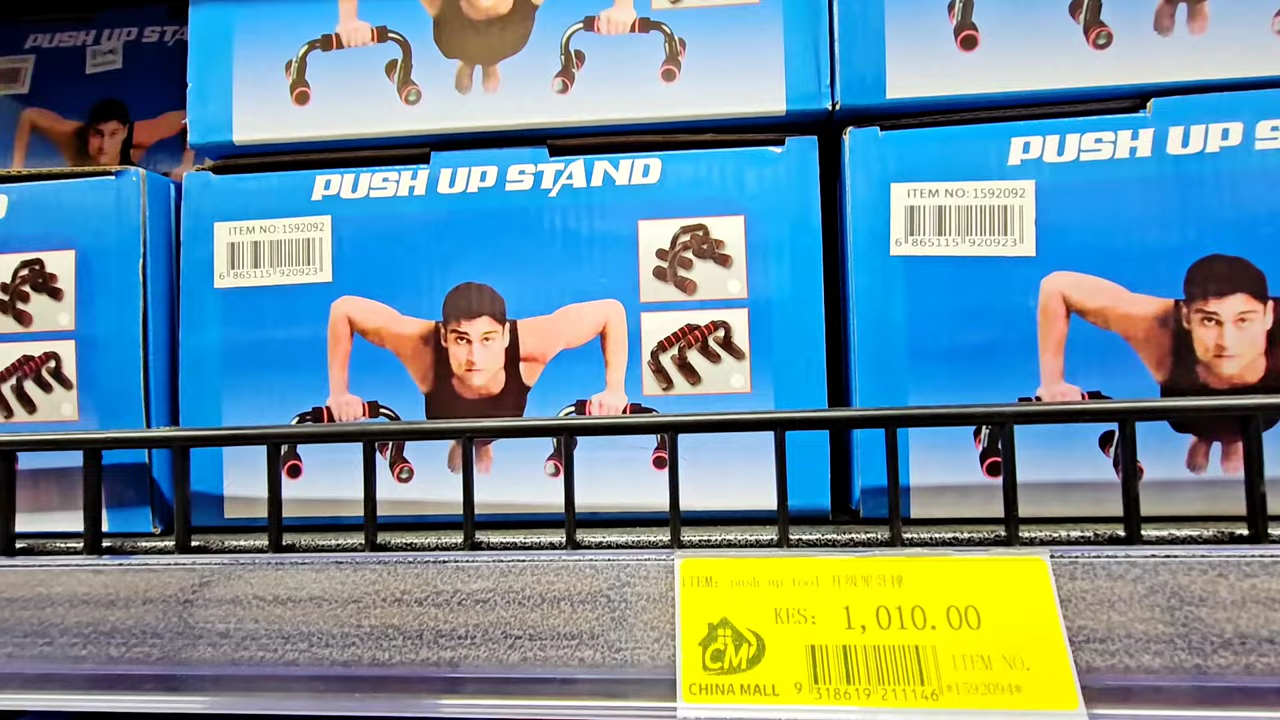 PUSH UP STA
PUSH UP STAND
ITEM NO: 1592092
6 865115 920923
PUSH UP S
ITEM NO: 1592092
6 865115 920923
ITEM: push up tool
KES: 1,010.00
CM
CHINA MALL
9 318619 211146
ITEM NO.
*1592094*